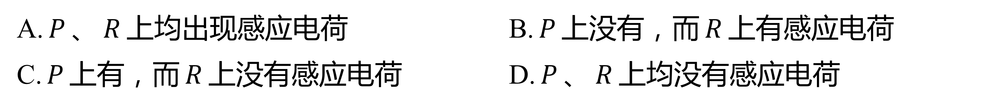 A. P 、 R 上均出现感应电荷 B. P 上没有，而 R 上有感应电荷
C. P 上有，而 R 上没有感应电荷 D. P 、 R 上均没有感应电荷